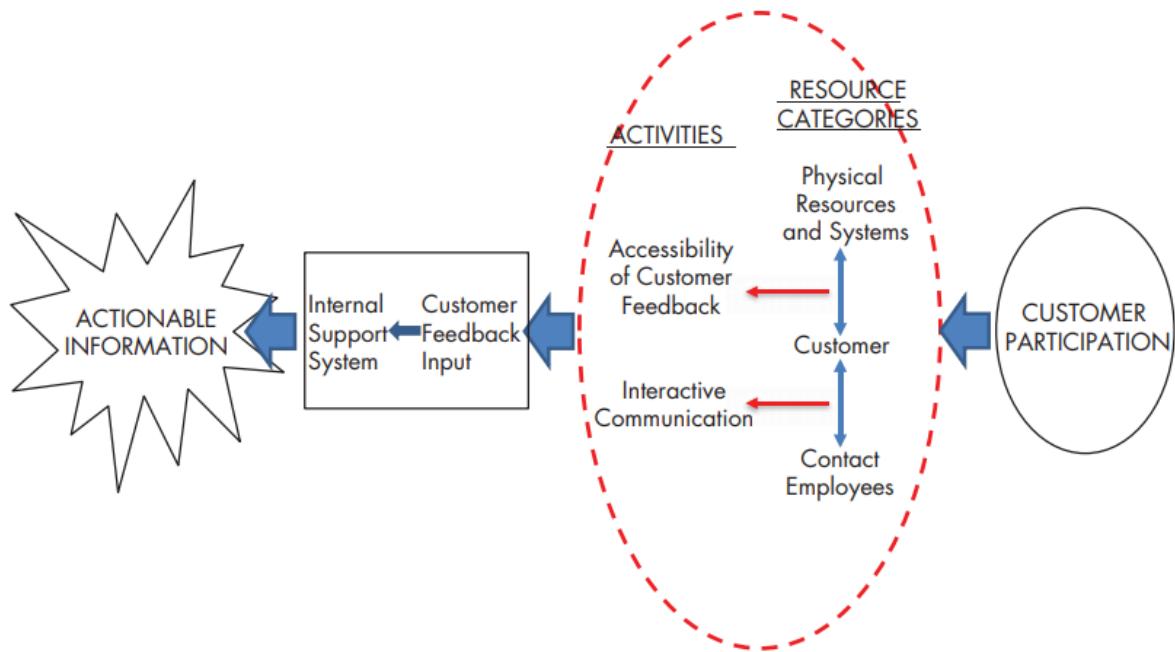 ACTIONABLE
INFORMATION
Internal
Support
System
Customer
Feedback
Input
ACTIVITIES
Accessibility
of Customer
Feedback
Interactive
Communication
RESOURCE
CATEGORIES
Physical
Resources
and Systems
Customer
Contact
Employees
CUSTOMER
PARTICIPATION